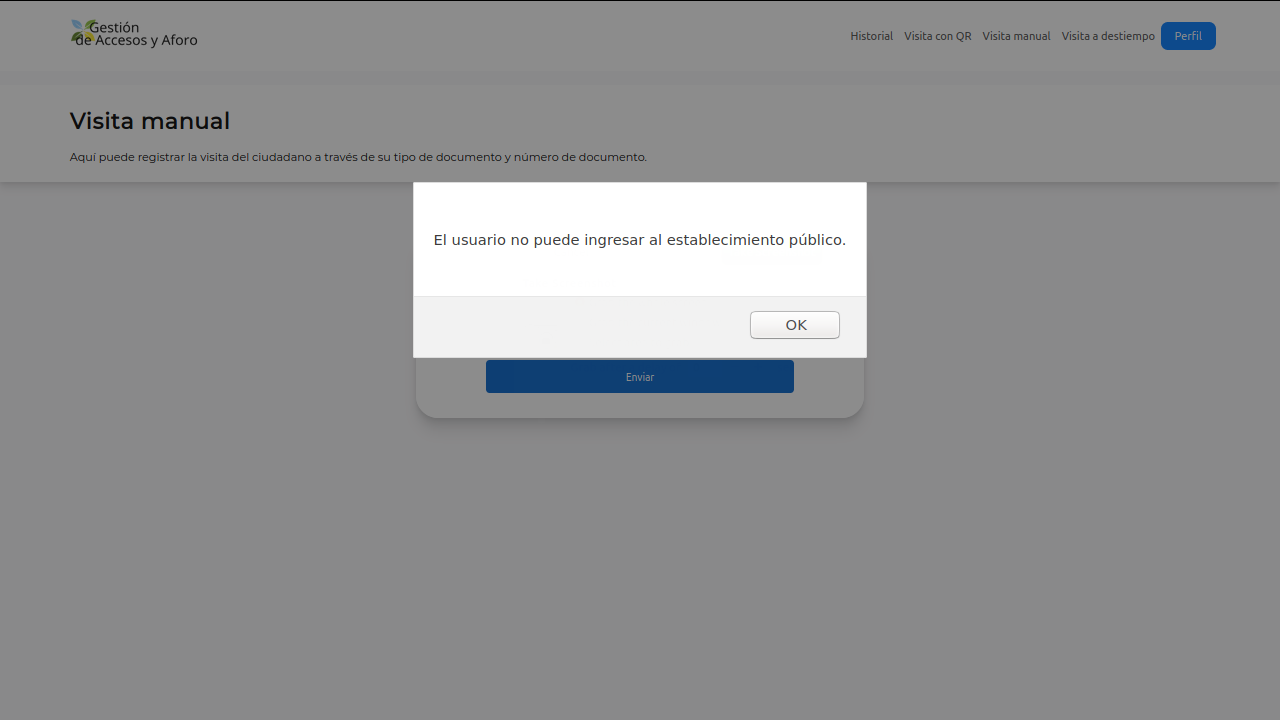 Gestión
de Accesos y Aforo
Historial
Visita con QR
Visita manual
Visita a destiempo
Perfil
Visita manual
Aquí puede registrar la visita del ciudadano a través de su tipo de documento y número de documento.
El usuario no puede ingresar al establecimiento público.
OK
Enviar